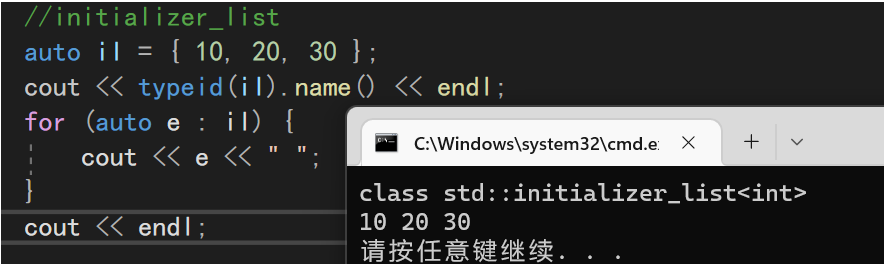 //initializer_list
auto il = { 10, 20, 30 };
cout << typeid(il).name() << endl;
for (auto e : il) {
    cout << e << " ";
}
cout << endl;
C:\Windows\system32\cmd.e
class std::initializer_list<int>
10 20 30
请按任意键继续. . .